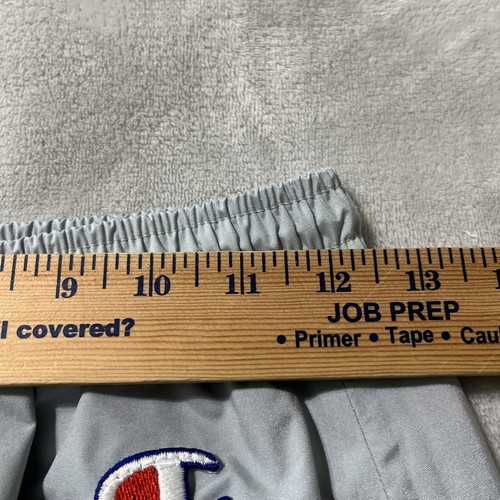 9 10 11 12 13
JOB PREP
l covered? • Primer • Tape • Cau